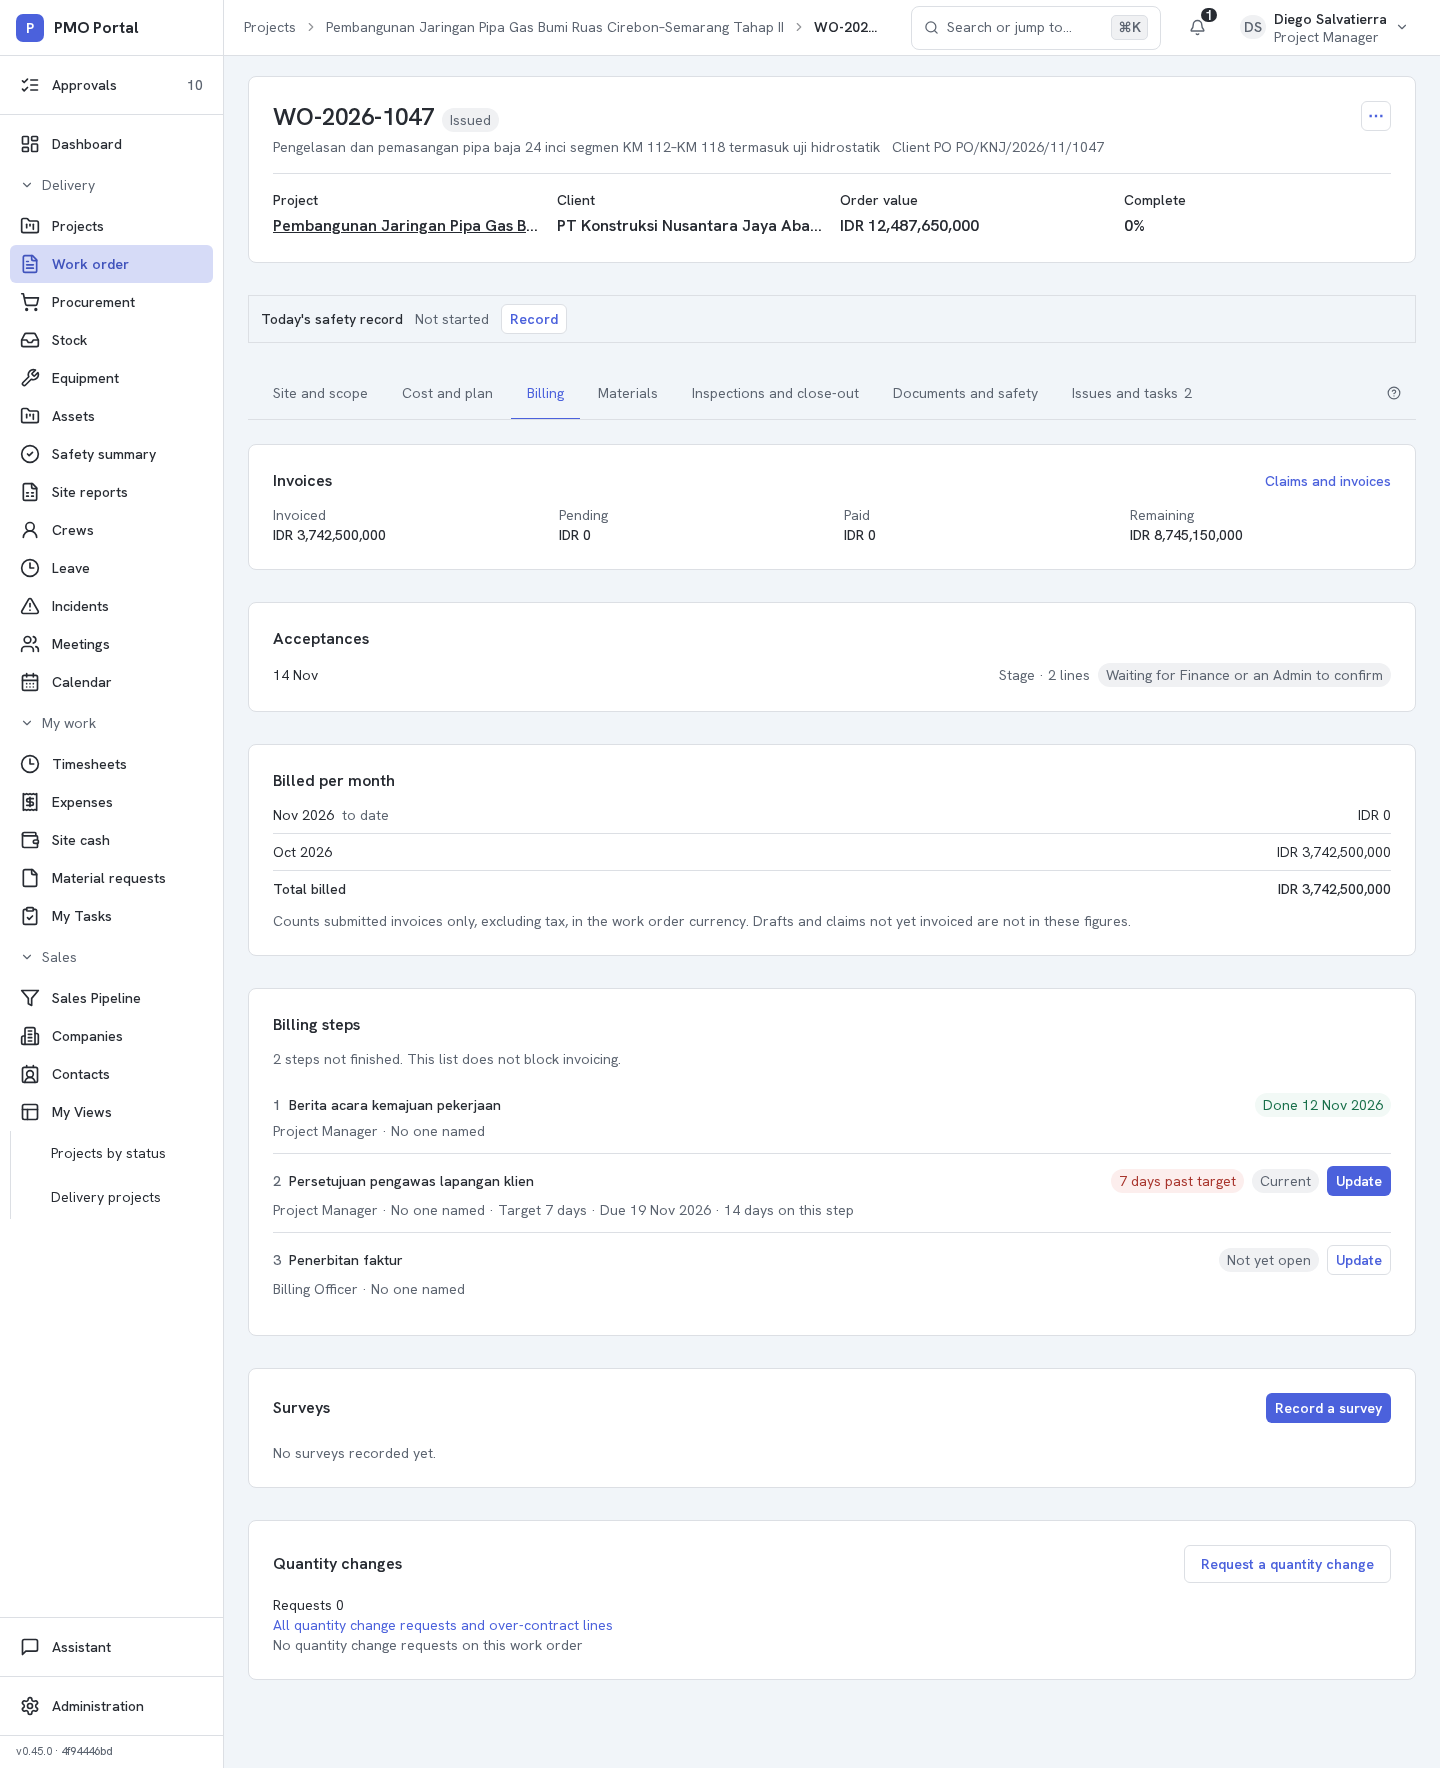 P PMO Portal
Projects > Pembangunan Jaringan Pipa Gas Bumi Ruas Cirebon–Semarang Tahap II > WO-202...
Search or jump to... ⌘K
1
DS Diego Salvatierra
Project Manager
Approvals 10
Dashboard
Delivery
Projects
Work order
Procurement
Stock
Equipment
Assets
Safety summary
Site reports
Crews
Leave
Incidents
Meetings
Calendar
My work
Timesheets
Expenses
Site cash
Material requests
My Tasks
Sales
Sales Pipeline
Companies
Contacts
My Views
Projects by status
Delivery projects
Assistant
Administration
v0.45.0 · 4f94446bd
WO-2026-1047 Issued
Pengelasan dan pemasangan pipa baja 24 inci segmen KM 112–KM 118 termasuk uji hidrostatik Client PO PO/KNJ/2026/11/1047
Project Client Order value Complete
Pembangunan Jaringan Pipa Gas B... PT Konstruksi Nusantara Jaya Aba... IDR 12,487,650,000 0%
Today's safety record Not started Record
Site and scope Cost and plan Billing Materials Inspections and close-out Documents and safety Issues and tasks 2
Invoices Claims and invoices
Invoiced Pending Paid Remaining
IDR 3,742,500,000 IDR 0 IDR 0 IDR 8,745,150,000
Acceptances
14 Nov Stage · 2 lines Waiting for Finance or an Admin to confirm
Billed per month
Nov 2026 to date IDR 0
Oct 2026 IDR 3,742,500,000
Total billed IDR 3,742,500,000
Counts submitted invoices only, excluding tax, in the work order currency. Drafts and claims not yet invoiced are not in these figures.
Billing steps
2 steps not finished. This list does not block invoicing.
1 Berita acara kemajuan pekerjaan Done 12 Nov 2026
Project Manager · No one named
2 Persetujuan pengawas lapangan klien 7 days past target Current Update
Project Manager · No one named · Target 7 days · Due 19 Nov 2026 · 14 days on this step
3 Penerbitan faktur Not yet open Update
Billing Officer · No one named
Surveys Record a survey
No surveys recorded yet.
Quantity changes Request a quantity change
Requests 0
All quantity change requests and over-contract lines
No quantity change requests on this work order